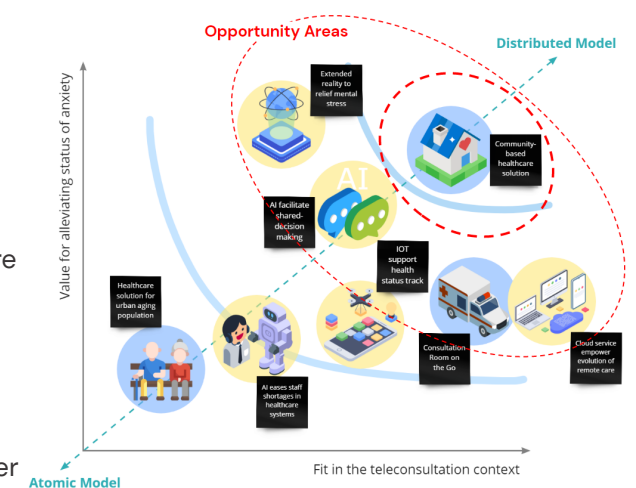 Opportunity Areas
Distributed Model
Value for alleviating status of anxiety
Extended
reality to
relief mental
stress
Community-
based
healthcare
solution
AI
AI facilitate
shared-
decision
making
IOT
support
health
status track
re
Healthcare
solution for
urban aging
population
Consultation
Room on
the Go
Cloud service
empower
evolution of
remote care
AI eases staff
shortages in
healthcare
systems
er
Fit in the teleconsultation context
Atomic Model